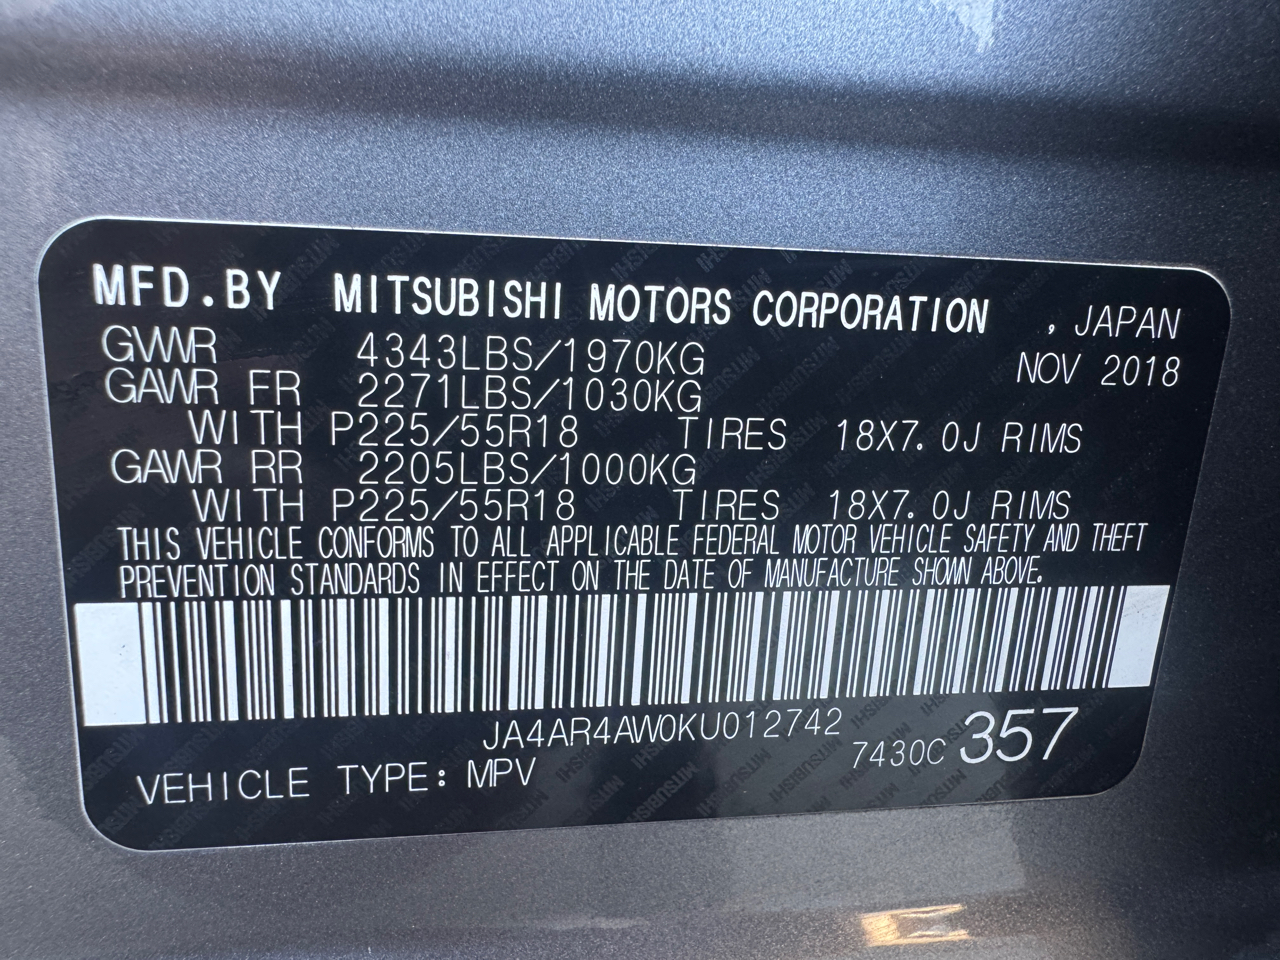 MFD.BY MITSUBISHI MOTORS CORPORATION , JAPAN
GVWR 4343LBS/1970KG NOV 2018
GAWR FR 2271LBS/1030KG
WITH P225/55R18 TIRES 18X7.0J RIMS
GAWR RR 2205LBS/1000KG
WITH P225/55R18 TIRES 18X7.0J RIMS
THIS VEHICLE CONFORMS TO ALL APPLICABLE FEDERAL MOTOR VEHICLE SAFETY AND THEFT
PREVENTION STANDARDS IN EFFECT ON THE DATE OF MANUFACTURE SHOWN ABOVE.
JA4AR4AW0KU012742
VEHICLE TYPE: MPV 7430C 357